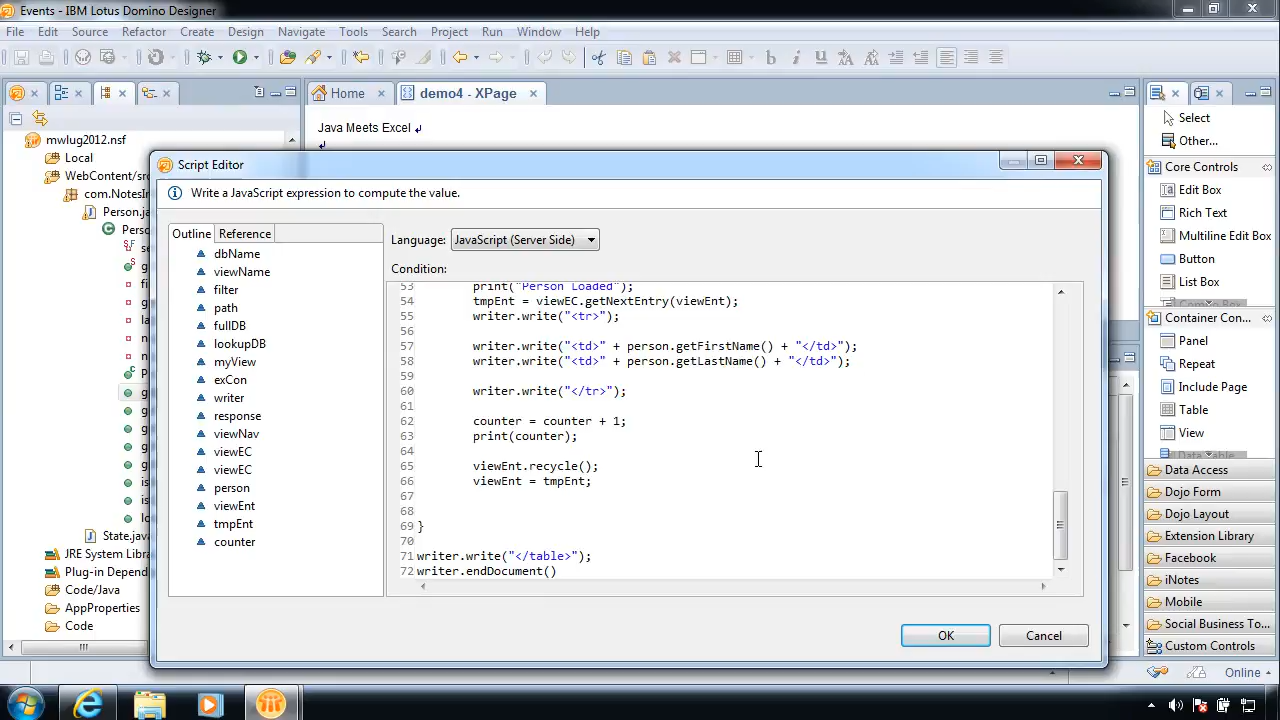 Events - IBM Lotus Domino Designer
File Edit Source Refactor Create Design Navigate Tools Search Project Run Window Help
Home
demo4 - XPage
mwlug2012.nsf
Local
WebContent/src
com.NotesIn
Person.ja
Perso
Java Meets Excel
Script Editor
Write a JavaScript expression to compute the value.
Outline Reference
dbName
viewName
filter
path
fullDB
lookupDB
myView
exCon
writer
response
viewNav
viewEC
viewEC
person
viewEnt
tmpEnt
counter
Language: JavaScript (Server Side)
Condition:
53 print("Person Loaded");
54 tmpEnt = viewEC.getNextEntry(viewEnt);
55 writer.write("<tr>");
56
57 writer.write("<td>" + person.getFirstName() + "</td>");
58 writer.write("<td>" + person.getLastName() + "</td>");
59
60 writer.write("</tr>");
61
62 counter = counter + 1;
63 print(counter);
64
65 viewEnt.recycle();
66 viewEnt = tmpEnt;
67
68
69 }
70
71 writer.write("</table>");
72 writer.endDocument()
OK Cancel
State.java
JRE System Libra
Plug-in Depend
Code/Java
AppProperties
Code
Select
Other...
Core Controls
Edit Box
Rich Text
Multiline Edit Box
Button
List Box
Container Con...
Panel
Repeat
Include Page
Table
View
Data Access
Dojo Form
Dojo Layout
Extension Library
Facebook
iNotes
Mobile
Social Business To...
Custom Controls
Online